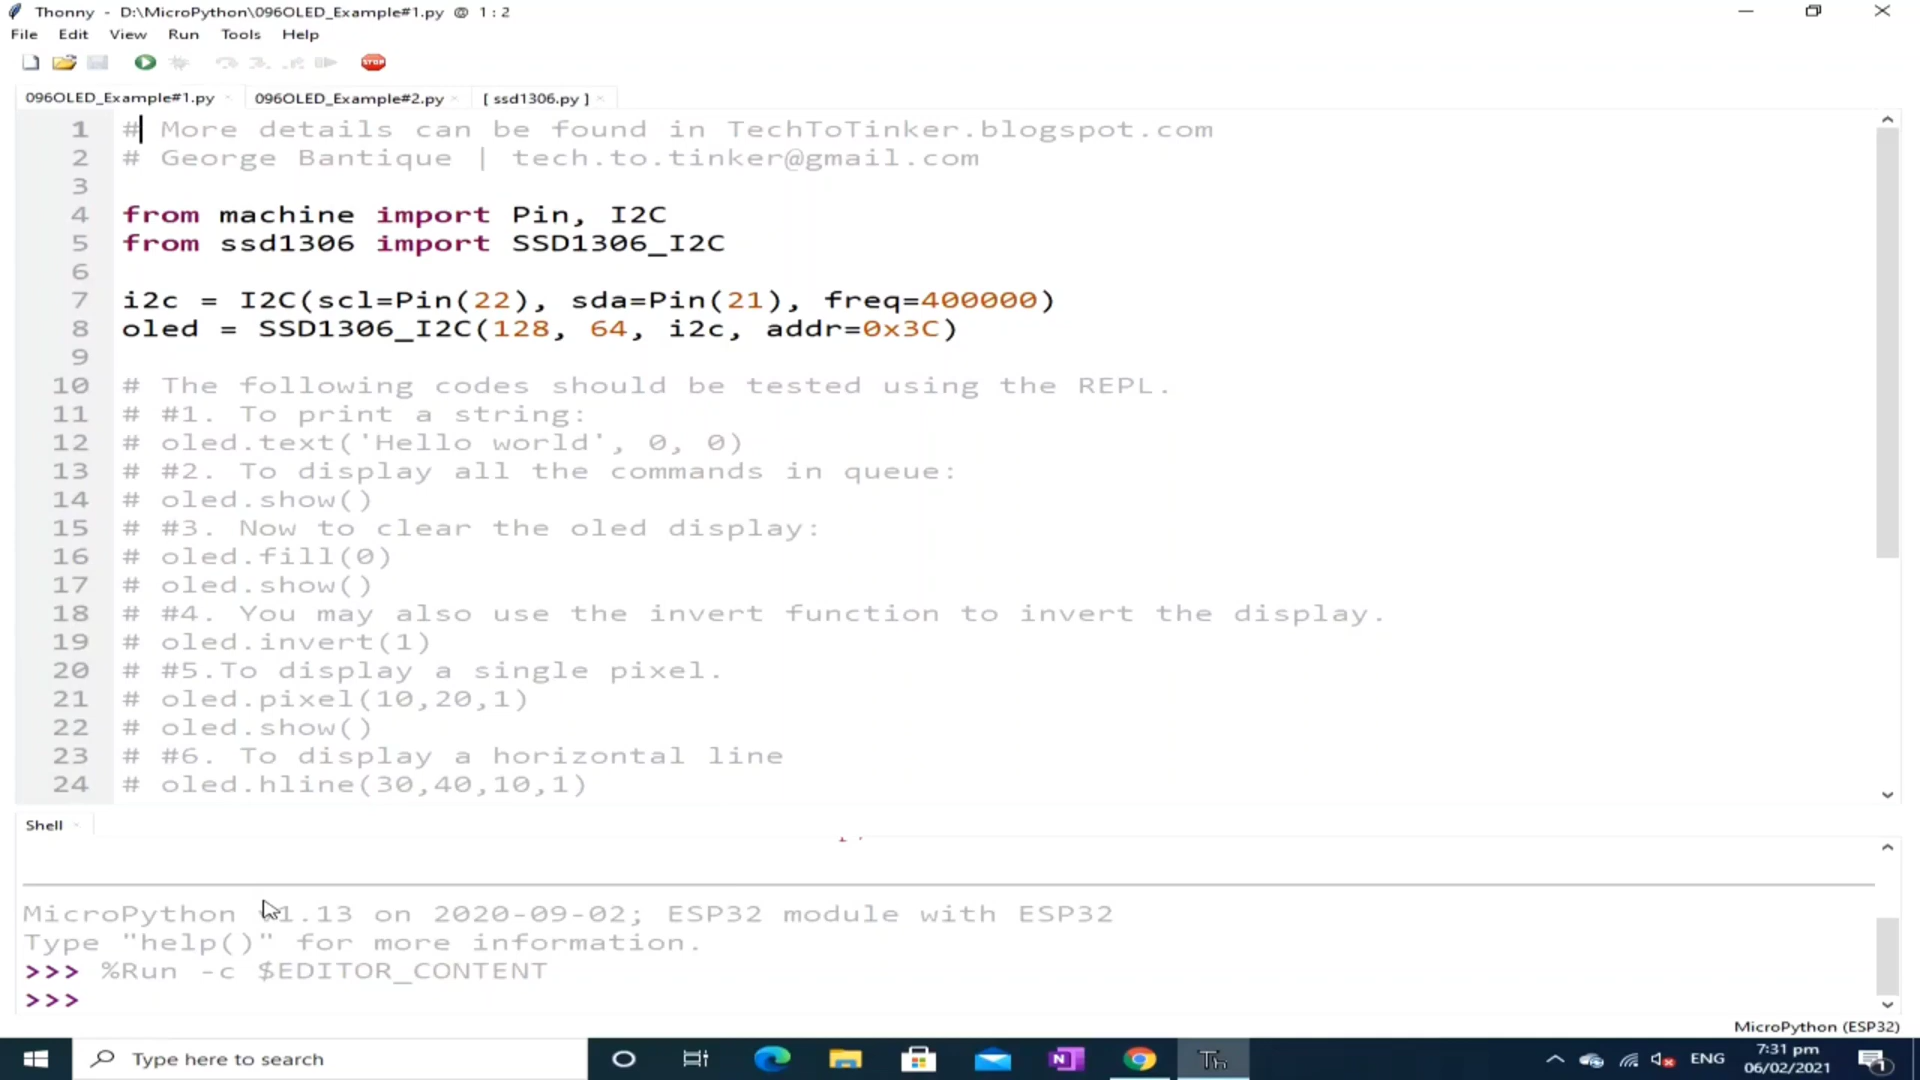 Thonny - D:\MicroPython\096OLED_Example#1.py @ 1 : 2
File Edit View Run Tools Help
STOP
096OLED_Example#1.py × 096OLED_Example#2.py × [ ssd1306.py ] ×
1 # More details can be found in TechToTinker.blogspot.com
2 # George Bantique | tech.to.tinker@gmail.com
3
4 from machine import Pin, I2C
5 from ssd1306 import SSD1306_I2C
6
7 i2c = I2C(scl=Pin(22), sda=Pin(21), freq=400000)
8 oled = SSD1306_I2C(128, 64, i2c, addr=0x3C)
9
10 # The following codes should be tested using the REPL.
11 # #1. To print a string:
12 # oled.text('Hello world', 0, 0)
13 # #2. To display all the commands in queue:
14 # oled.show()
15 # #3. Now to clear the oled display:
16 # oled.fill(0)
17 # oled.show()
18 # #4. You may also use the invert function to invert the display.
19 # oled.invert(1)
20 # #5.To display a single pixel.
21 # oled.pixel(10,20,1)
22 # oled.show()
23 # #6. To display a horizontal line
24 # oled.hline(30,40,10,1)
Shell ×
MicroPython v1.13 on 2020-09-02; ESP32 module with ESP32
Type "help()" for more information.
>>> %Run -c $EDITOR_CONTENT
>>>
MicroPython (ESP32)
Type here to search
N
Th
ENG
7:31 pm
06/02/2021
1